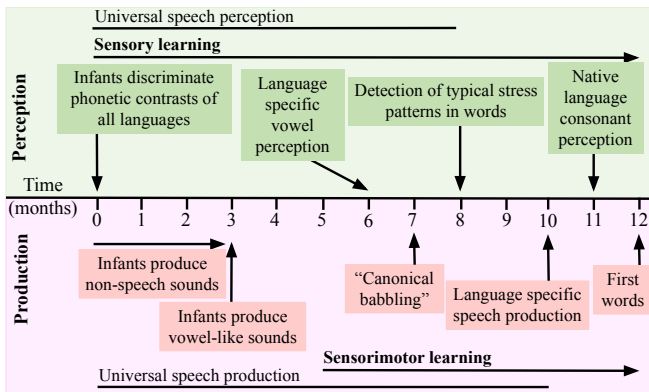 Universal speech perception
Sensory learning
Perception
Infants discriminate
phonetic contrasts of
all languages
Language
specific
vowel
perception
Detection of typical stress
patterns in words
Native
language
consonant
perception
Time
(months)
0 1 2 3 4 5 6 7 8 9 10 11 12
Production
Infants produce
non-speech sounds
Infants produce
vowel-like sounds
“Canonical
babbling”
Language specific
speech production
First
words
Sensorimotor learning
Universal speech production